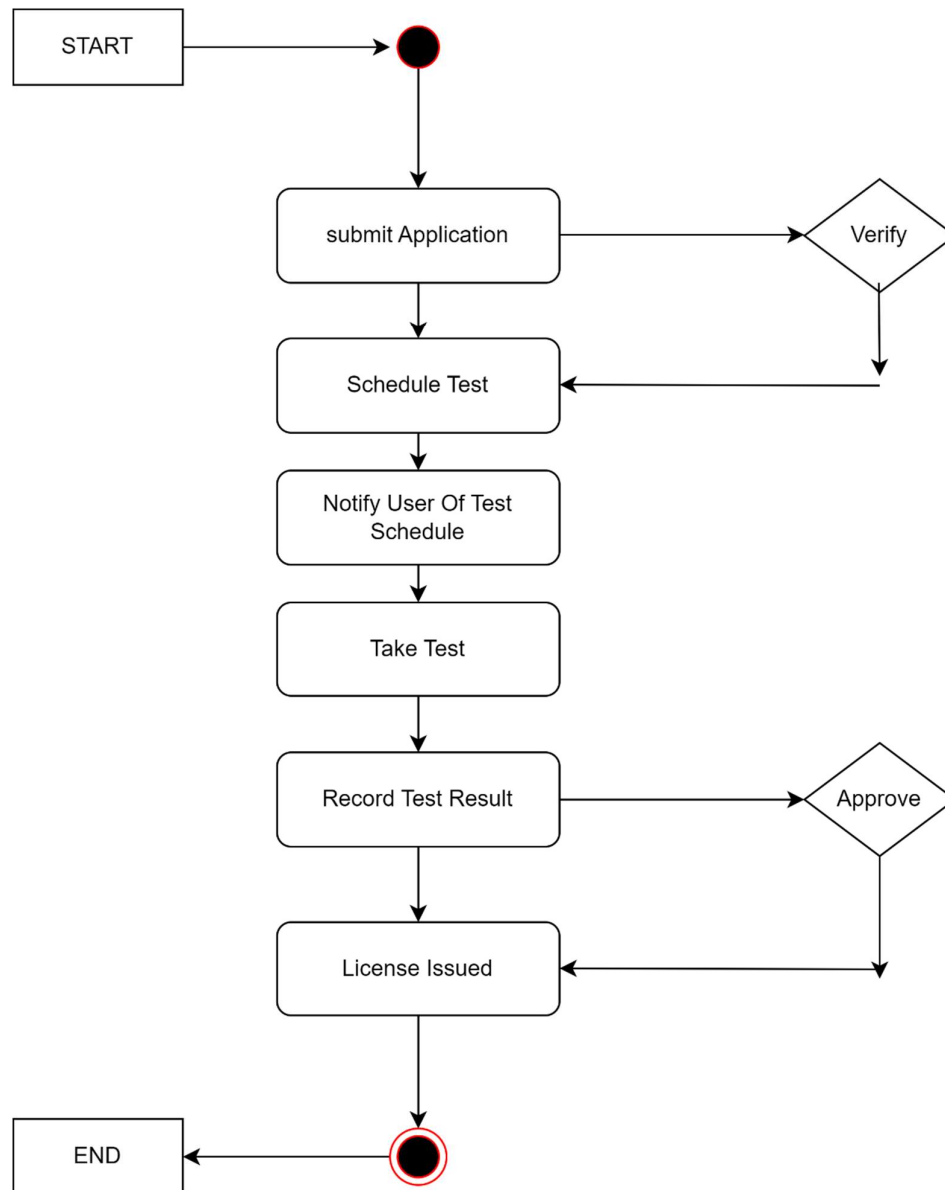 START
submit Application
Verify
Schedule Test
Notify User Of Test
Schedule
Take Test
Record Test Result
Approve
License Issued
END